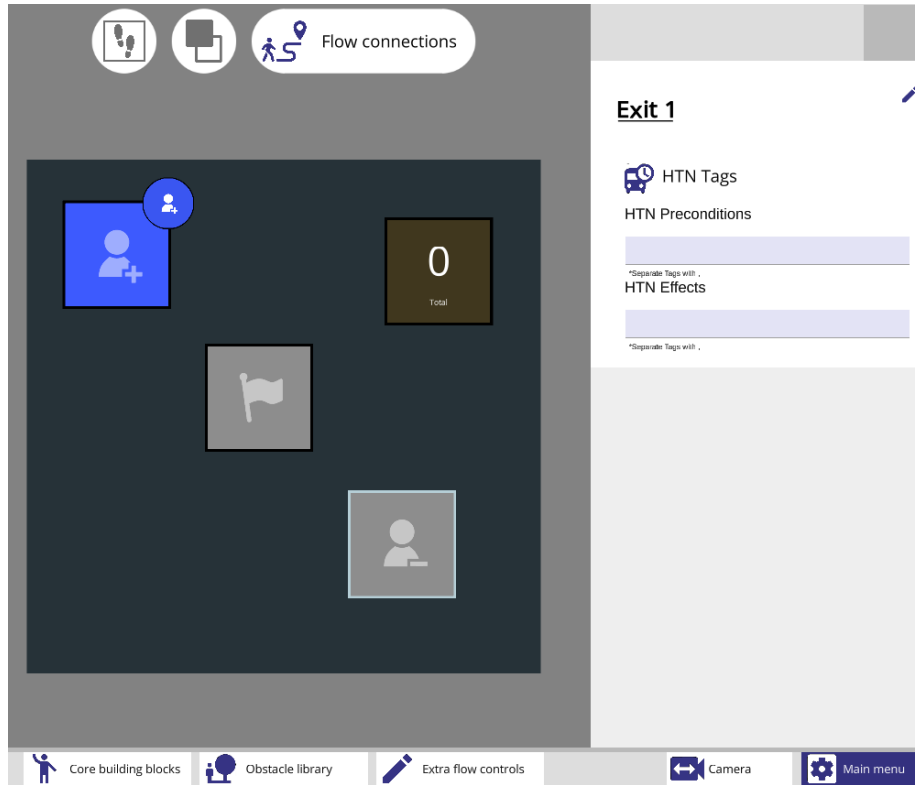 Flow connections
Exit 1
HTN Tags
HTN Preconditions
*Separate Tags with ,
HTN Effects
*Separate Tags with ,
0
Total
Core building blocks
Obstacle library
Extra flow controls
Camera
Main menu